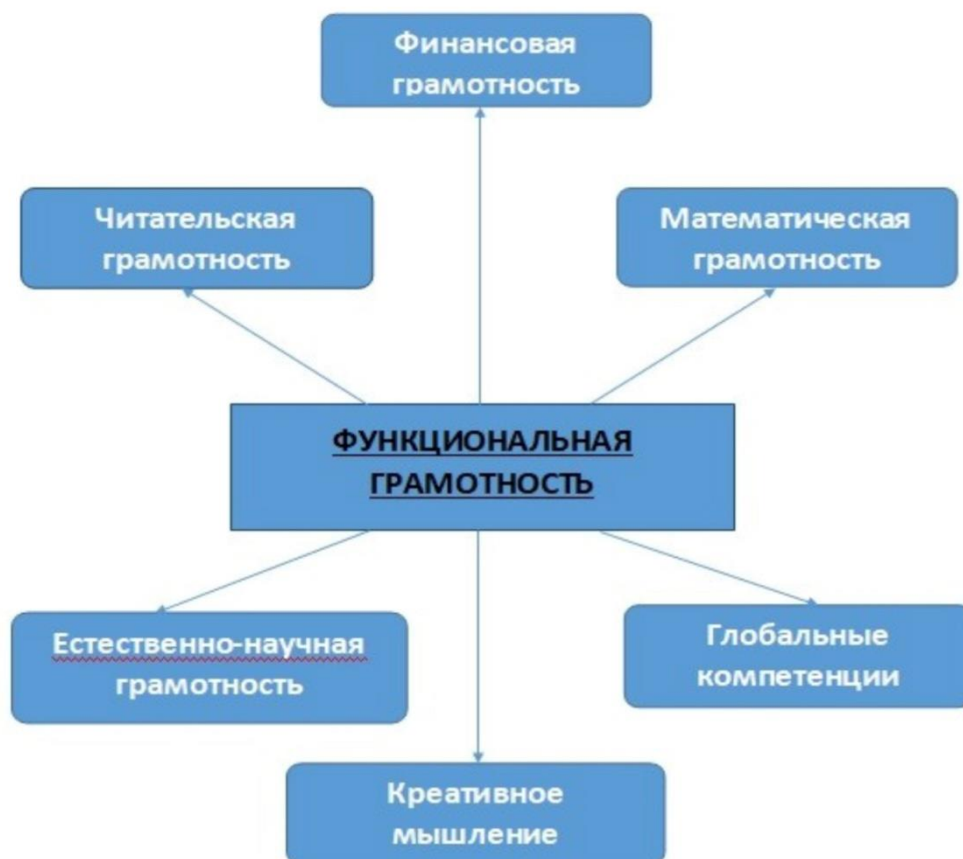 Финансовая
грамотность
Читательская
грамотность
Математическая
грамотность
ФУНКЦИОНАЛЬНАЯ
ГРАМОТНОСТЬ
Естественно-научная
грамотность
Глобальные
компетенции
Креативное
мышление